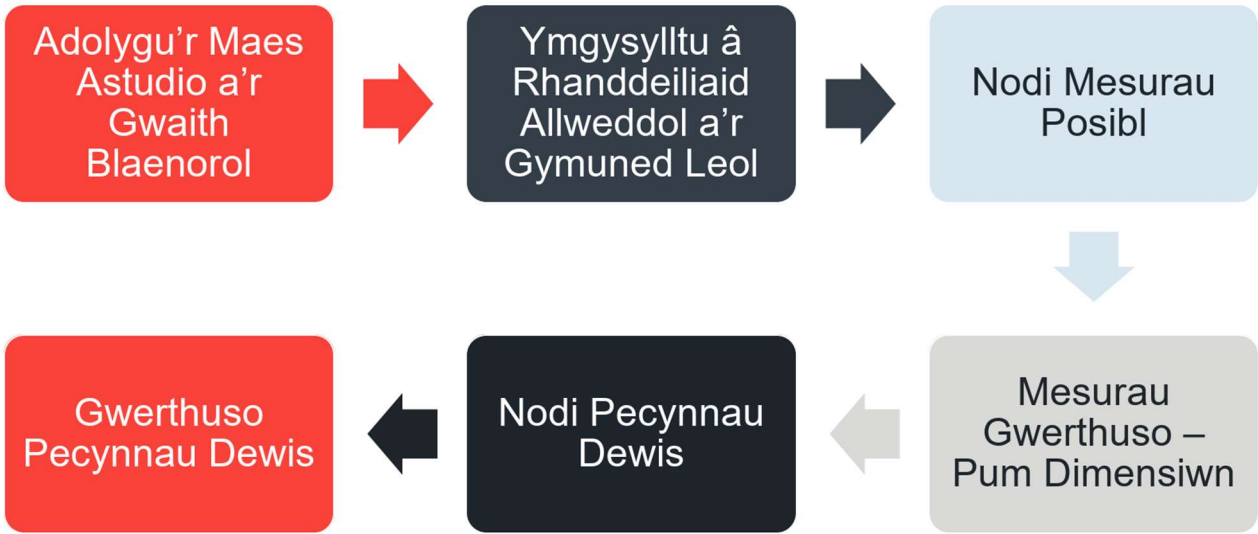 Adolygu’r Maes
Astudio a’r
Gwaith
Blaenorol
Ymgysylltu â
Rhanddeiliaid
Allweddol a’r
Gymuned Leol
Nodi Mesurau
Posibl
Mesurau
Gwerthuso –
Pum Dimensiwn
Nodi Pecynnau
Dewis
Gwerthuso
Pecynnau Dewis